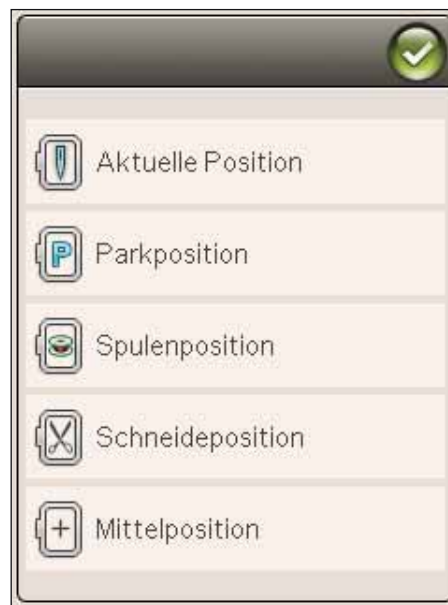 Aktuelle Position
P Parkposition
Spulenposition
Schneideposition
Mittelposition